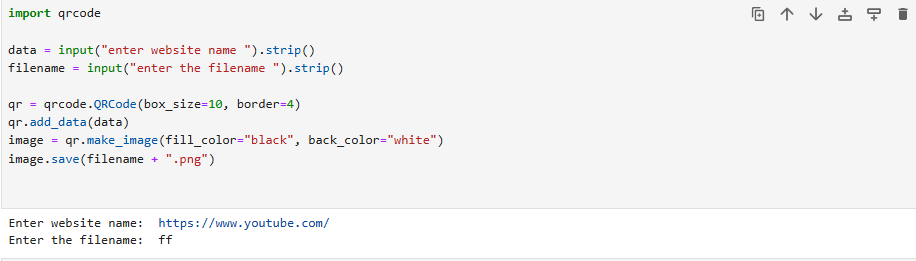 import qrcode
data = input("enter website name ").strip()
filename = input("enter the filename ").strip()
qr = qrcode.QRCode(box_size=10, border=4)
qr.add_data(data)
image = qr.make_image(fill_color="black", back_color="white")
image.save(filename + ".png")
Enter website name:  https://www.youtube.com/
Enter the filename:  ff